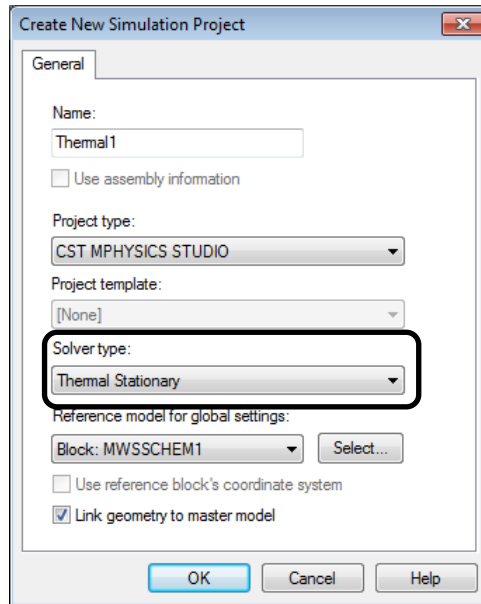 Create New Simulation Project
General
Name:
Thermal1
Use assembly information
Project type:
CST MPHYSICS STUDIO
Project template:
[None]
Solver type:
Thermal Stationary
Reference model for global settings:
Block: MWSSCHEM1 Select...
Use reference block's coordinate system
Link geometry to master model
OK Cancel Help